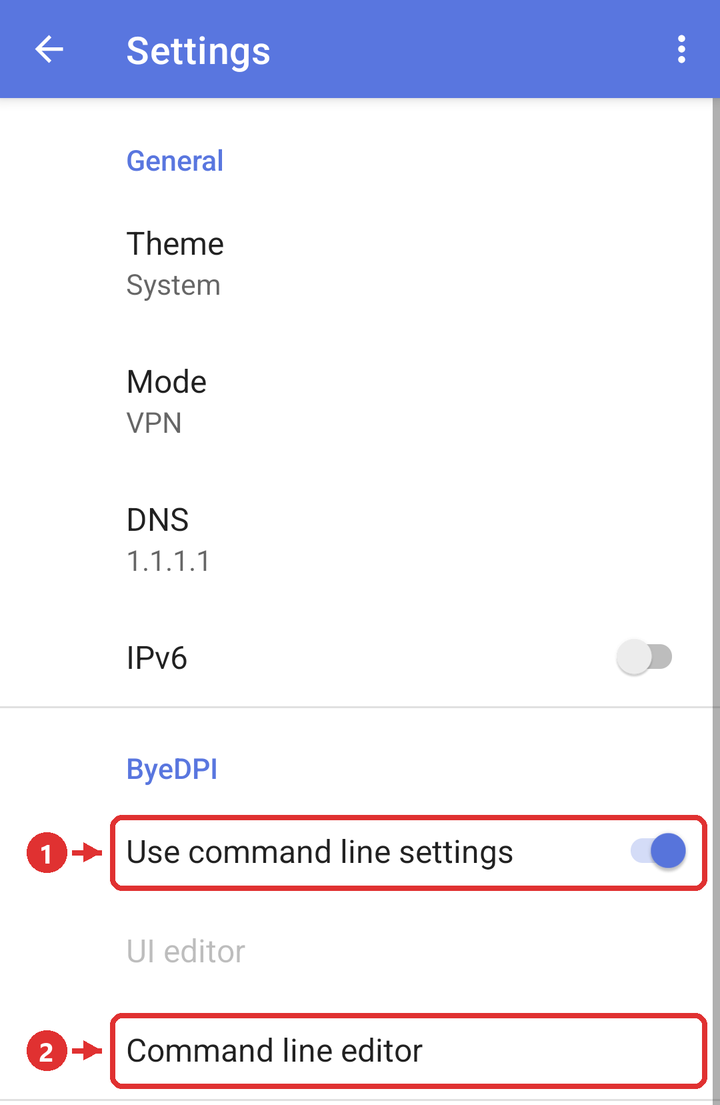 Settings
General
Theme
System
Mode
VPN
DNS
1.1.1.1
IPv6
ByeDPI
1 Use command line settings
UI editor
2 Command line editor